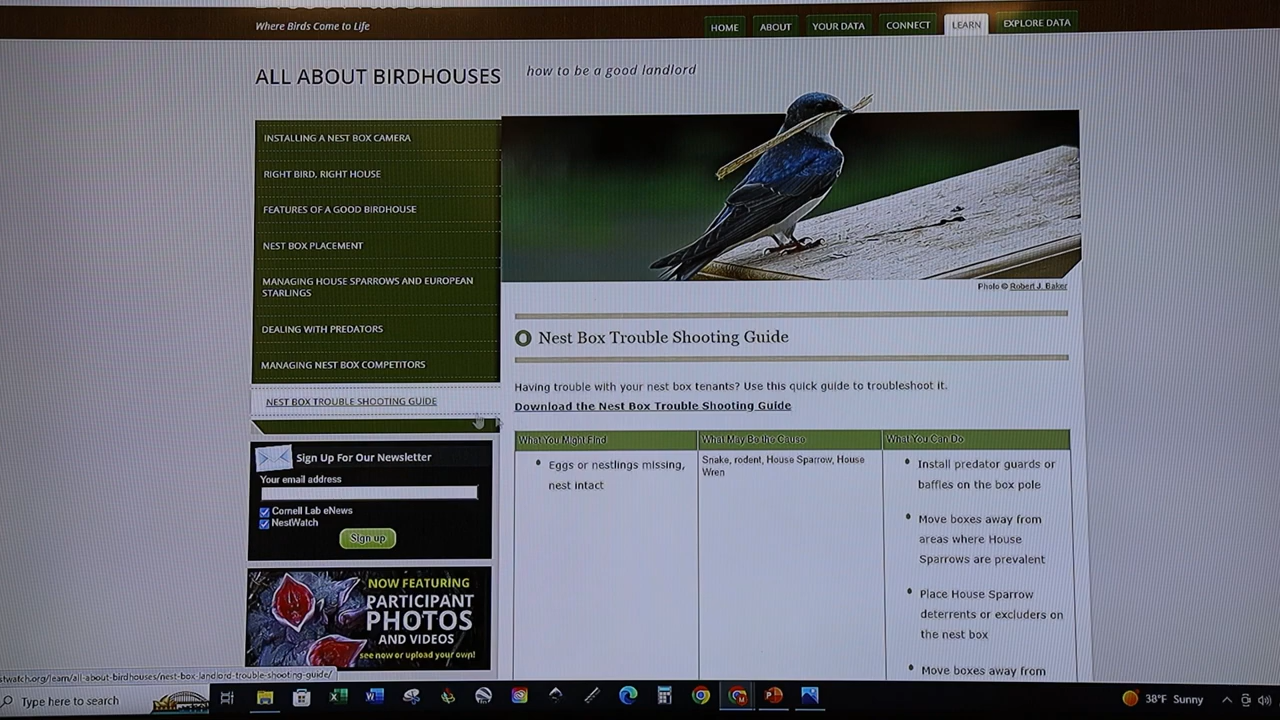 Where Birds Come to Life
HOME
ABOUT
YOUR DATA
CONNECT
LEARN
EXPLORE DATA
ALL ABOUT BIRDHOUSES
how to be a good landlord
INSTALLING A NEST BOX CAMERA
RIGHT BIRD, RIGHT HOUSE
FEATURES OF A GOOD BIRDHOUSE
NEST BOX PLACEMENT
MANAGING HOUSE SPARROWS AND EUROPEAN
STARLINGS
DEALING WITH PREDATORS
MANAGING NEST BOX COMPETITORS
NEST BOX TROUBLE SHOOTING GUIDE
Sign Up For Our Newsletter
Your email address
Cornell Lab eNews
NestWatch
Sign up
NOW FEATURING
PARTICIPANT
PHOTOS
AND VIDEOS
see now or upload your own!
Photo © Robert J. Baker
Nest Box Trouble Shooting Guide
Having trouble with your nest box tenants? Use this quick guide to troubleshoot it.
Download the Nest Box Trouble Shooting Guide
What You Might Find
What May Be the Cause
What You Can Do
Eggs or nestlings missing,
nest intact
Snake, rodent, House Sparrow, House
Wren
Install predator guards or
baffles on the box pole
Move boxes away from
areas where House
Sparrows are prevalent
Place House Sparrow
deterrents or excluders on
the nest box
Move boxes away from
stwatch.org/learn/all-about-birdhouses/nest-box-landlord-trouble-shooting-guide/
Type here to search
38°F Sunny